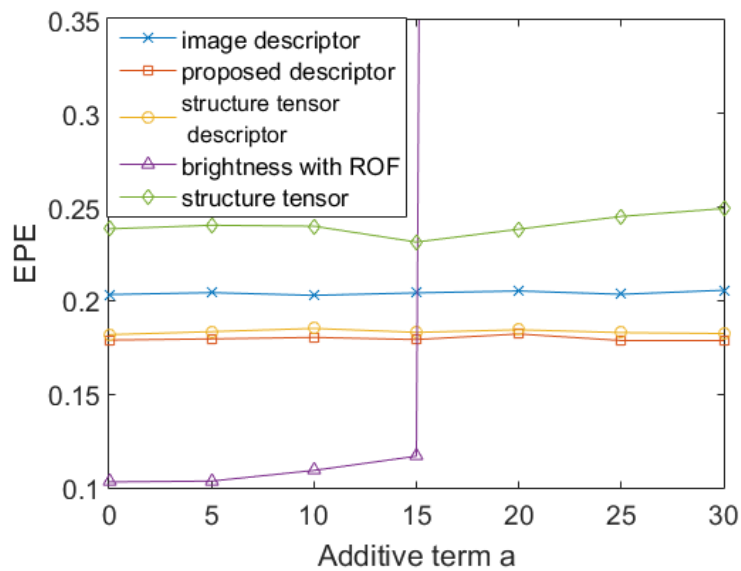 0.35
0.3
0.25
0.2
0.15
0.1
EPE
image descriptor
proposed descriptor
structure tensor
descriptor
brightness with ROF
structure tensor
0 5 10 15 20 25 30
Additive term a